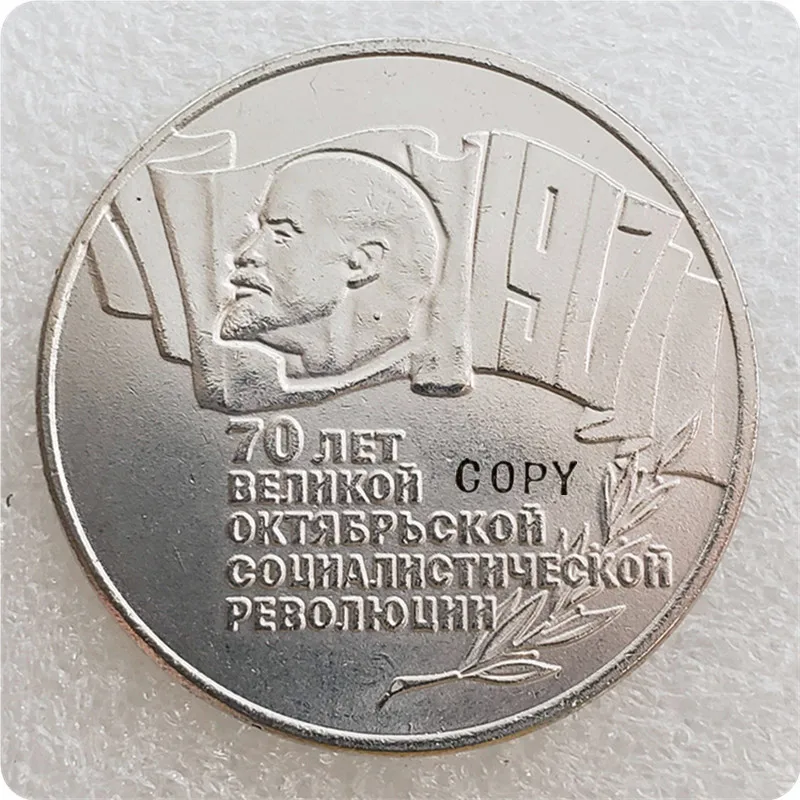 1917
70 ЛЕТ
ВЕЛИКОЙ
COPY
ОКТЯБРЬСКОЙ
СОЦИАЛИСТИЧЕСКОЙ
РЕВОЛЮЦИИ